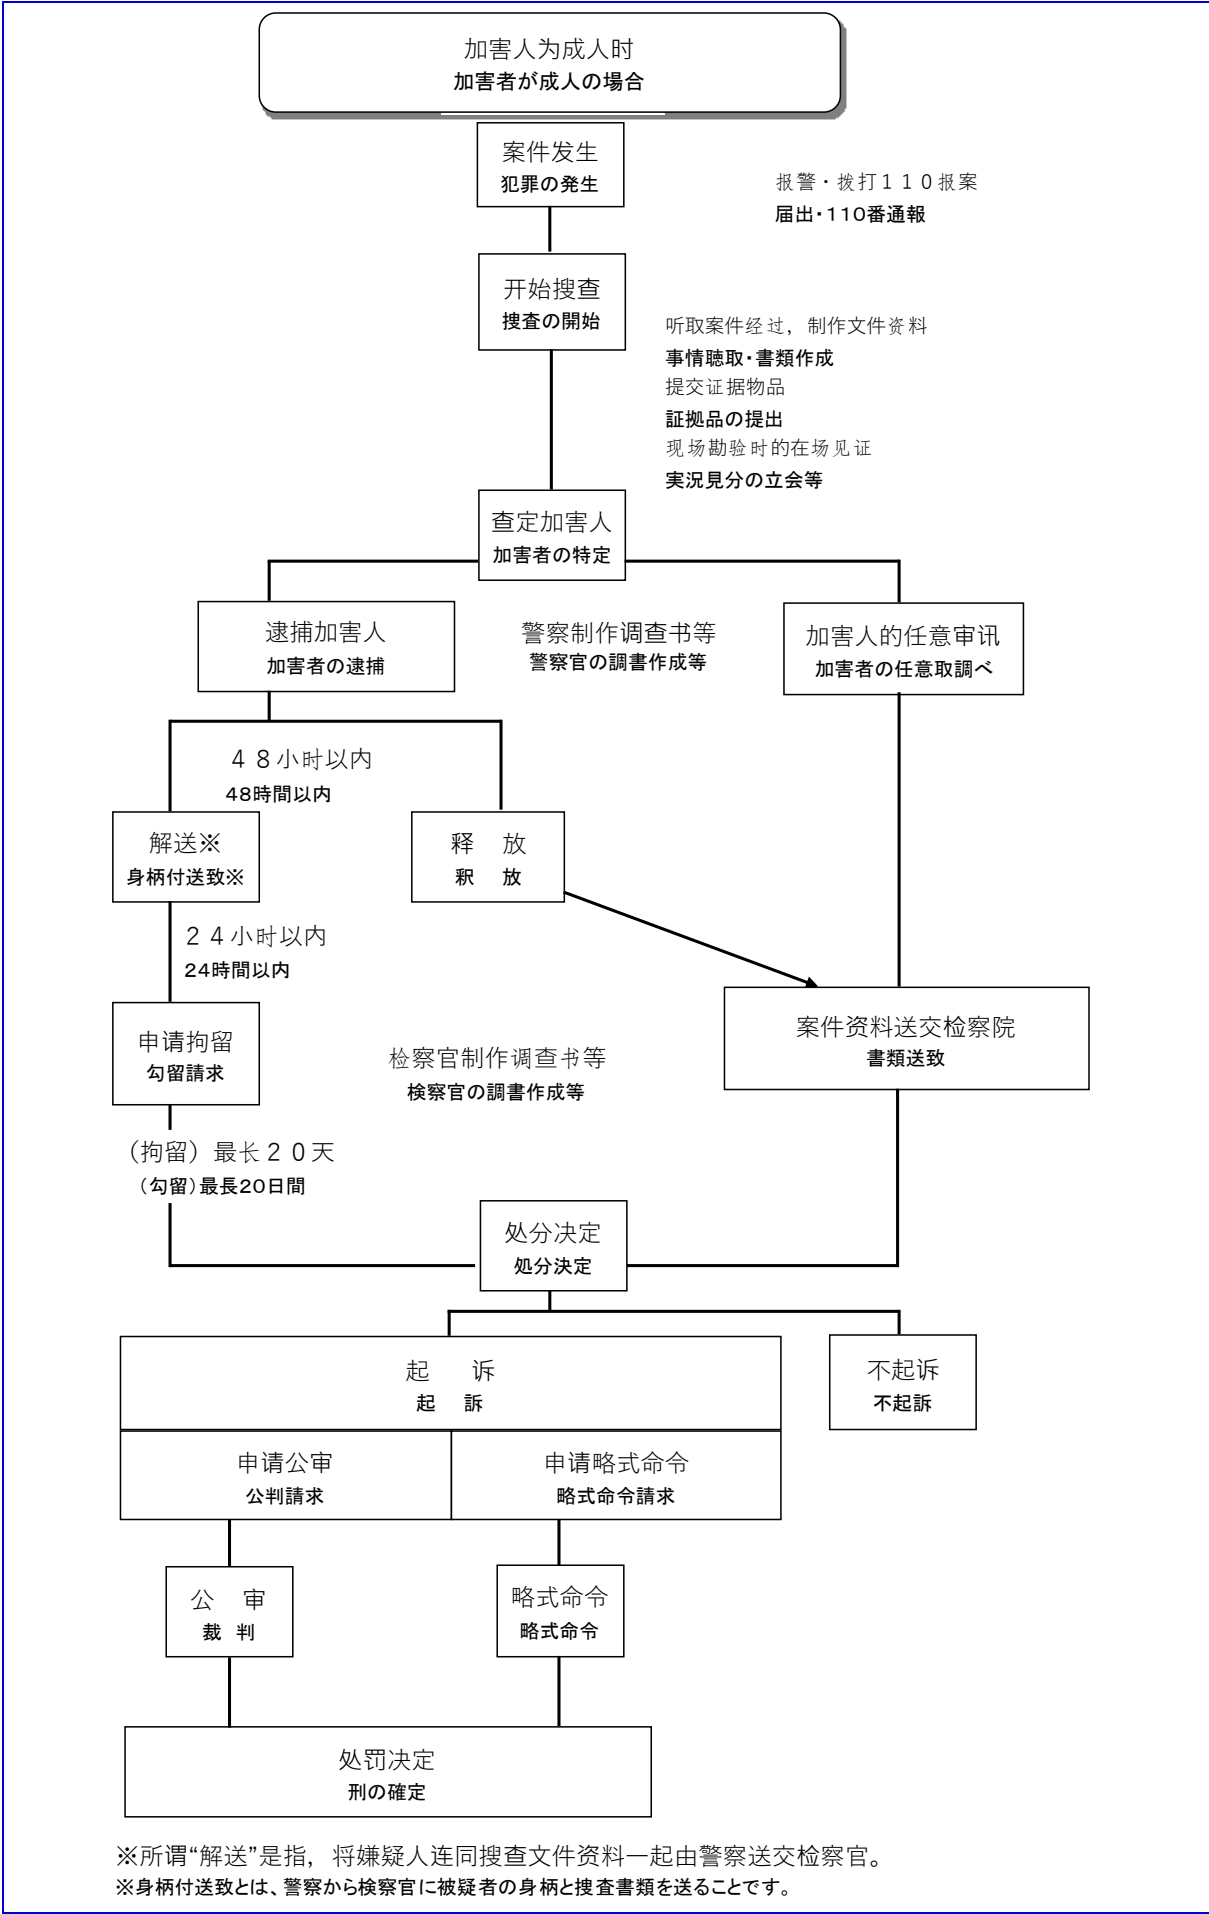 加害人为成人时
加害者が成人の場合
案件发生
犯罪の発生
报警・拨打１１０报案
届出・110番通報
开始搜查
捜査の開始
听取案件经过，制作文件资料
事情聴取・書類作成
提交证据物品
証拠品の提出
现场勘验时的在场见证
実況見分の立会等
查定加害人
加害者の特定
逮捕加害人
加害者の逮捕
警察制作调查书等
警察官の調書作成等
加害人的任意审讯
加害者の任意取調べ
４８小时以内
48時間以内
解送※
身柄付送致※
释　放
釈　放
２４小时以内
24時間以内
申请拘留
勾留請求
检察官制作调查书等
検察官の調書作成等
案件资料送交检察院
書類送致
（拘留）最长２０天
（勾留）最長20日間
处分决定
処分決定
起　诉
起　訴
不起诉
不起訴
申请公审
公判請求
申请略式命令
略式命令請求
公　审
裁　判
略式命令
略式命令
处罚决定
刑の確定
※所谓“解送”是指，将嫌疑人连同搜查文件资料一起由警察送交检察官。
※身柄付送致とは、警察から検察官に被疑者の身柄と捜査書類を送ることです。